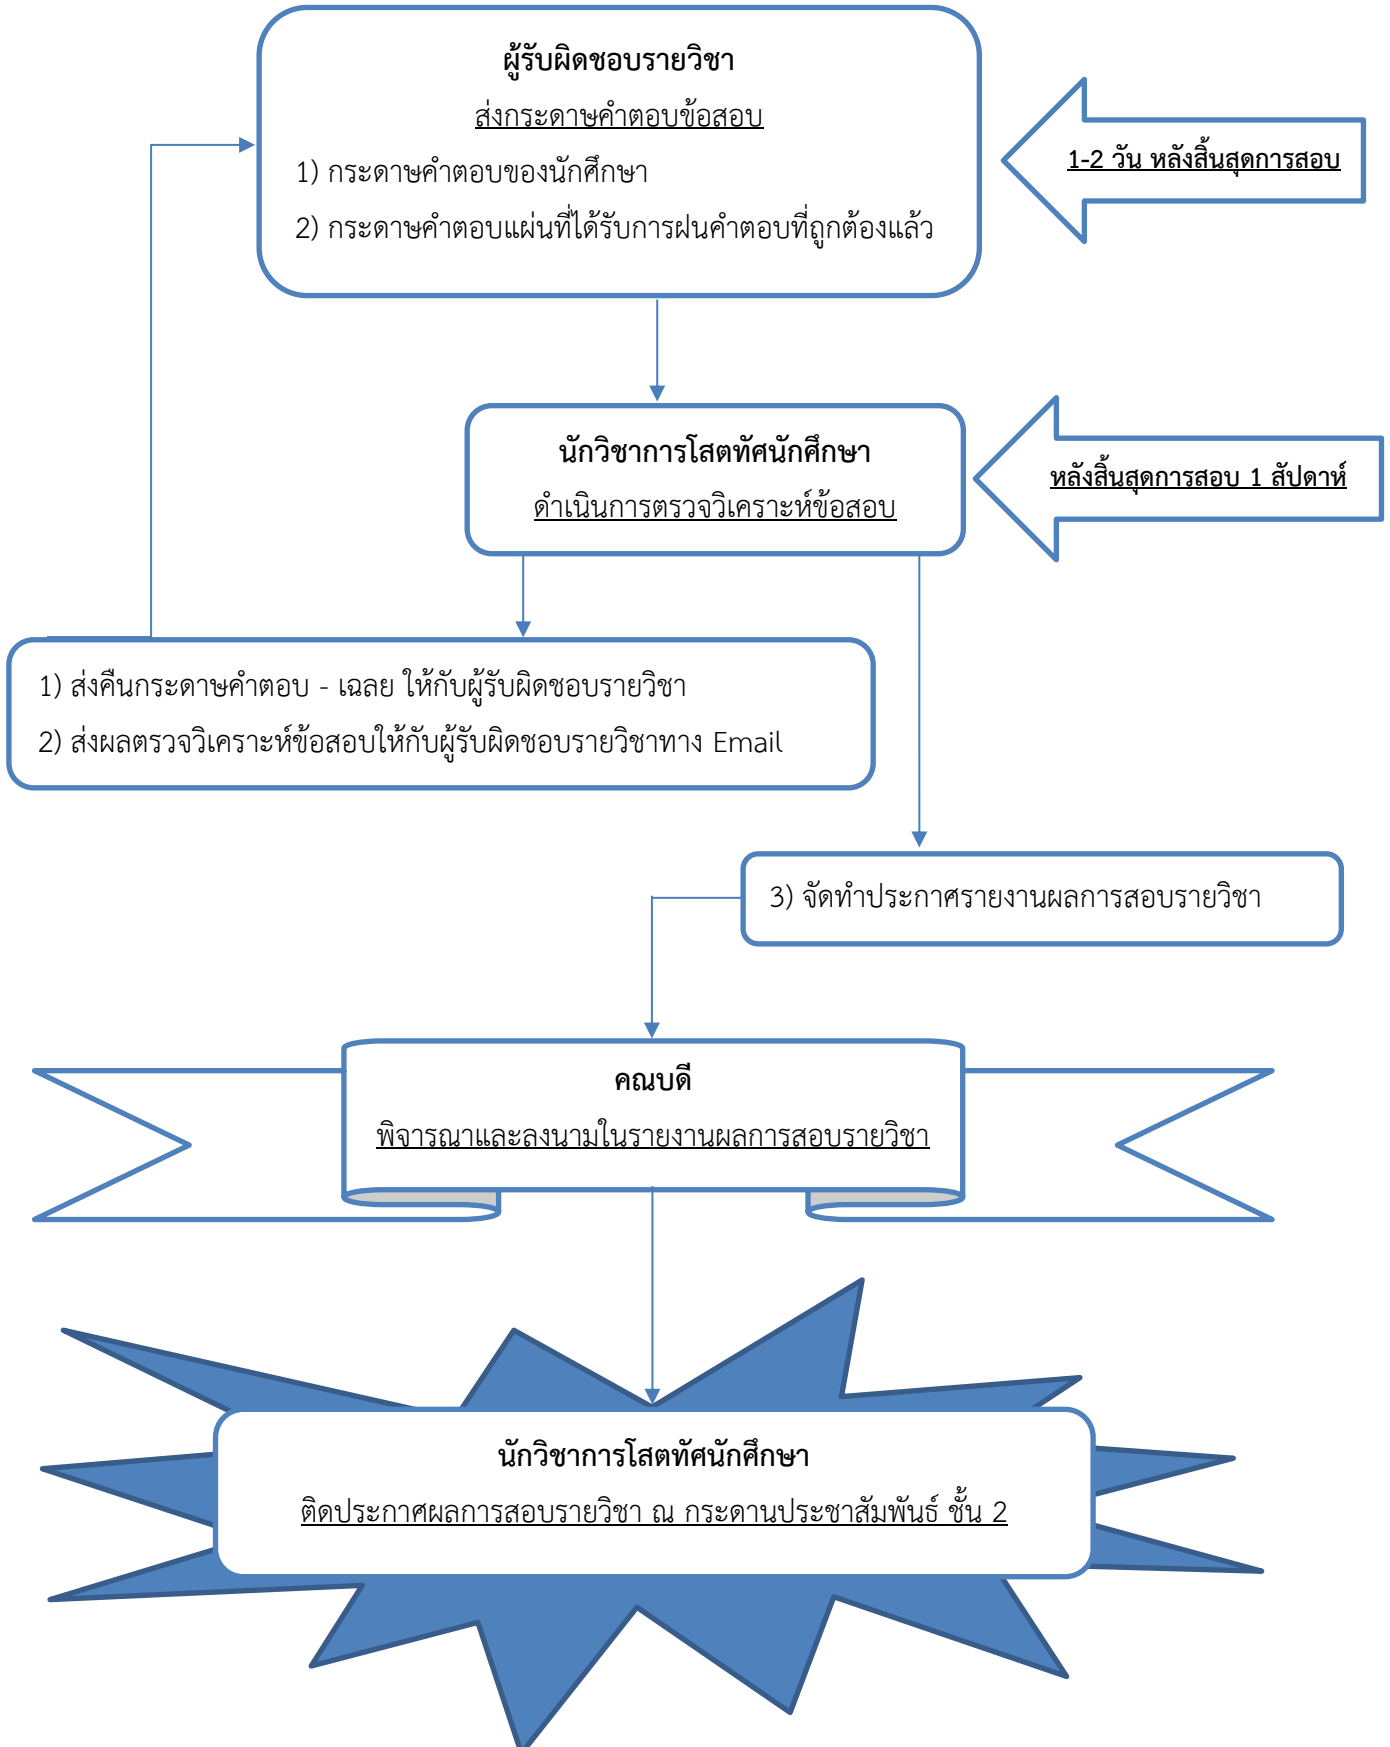 ผู้รับผิดชอบรายวิชา
ส่งกระดาษคำตอบข้อสอบ
1) กระดาษคำตอบของนักศึกษา
2) กระดาษคำตอบแผ่นที่ได้รับการฝนคำตอบที่ถูกต้องแล้ว
1-2 วัน หลังสิ้นสุดการสอบ
นักวิชาการโสตทัศนักศึกษา
ดำเนินการตรวจวิเคราะห์ข้อสอบ
หลังสิ้นสุดการสอบ 1 สัปดาห์
1) ส่งคืนกระดาษคำตอบ - เฉลย ให้กับผู้รับผิดชอบรายวิชา
2) ส่งผลตรวจวิเคราะห์ข้อสอบให้กับผู้รับผิดชอบรายวิชาทาง Email
3) จัดทำประกาศรายงานผลการสอบรายวิชา
คณบดี
พิจารณาและลงนามในรายงานผลการสอบรายวิชา
นักวิชาการโสตทัศนักศึกษา
ติดประกาศผลการสอบรายวิชา ณ กระดานประชาสัมพันธ์ ชั้น 2